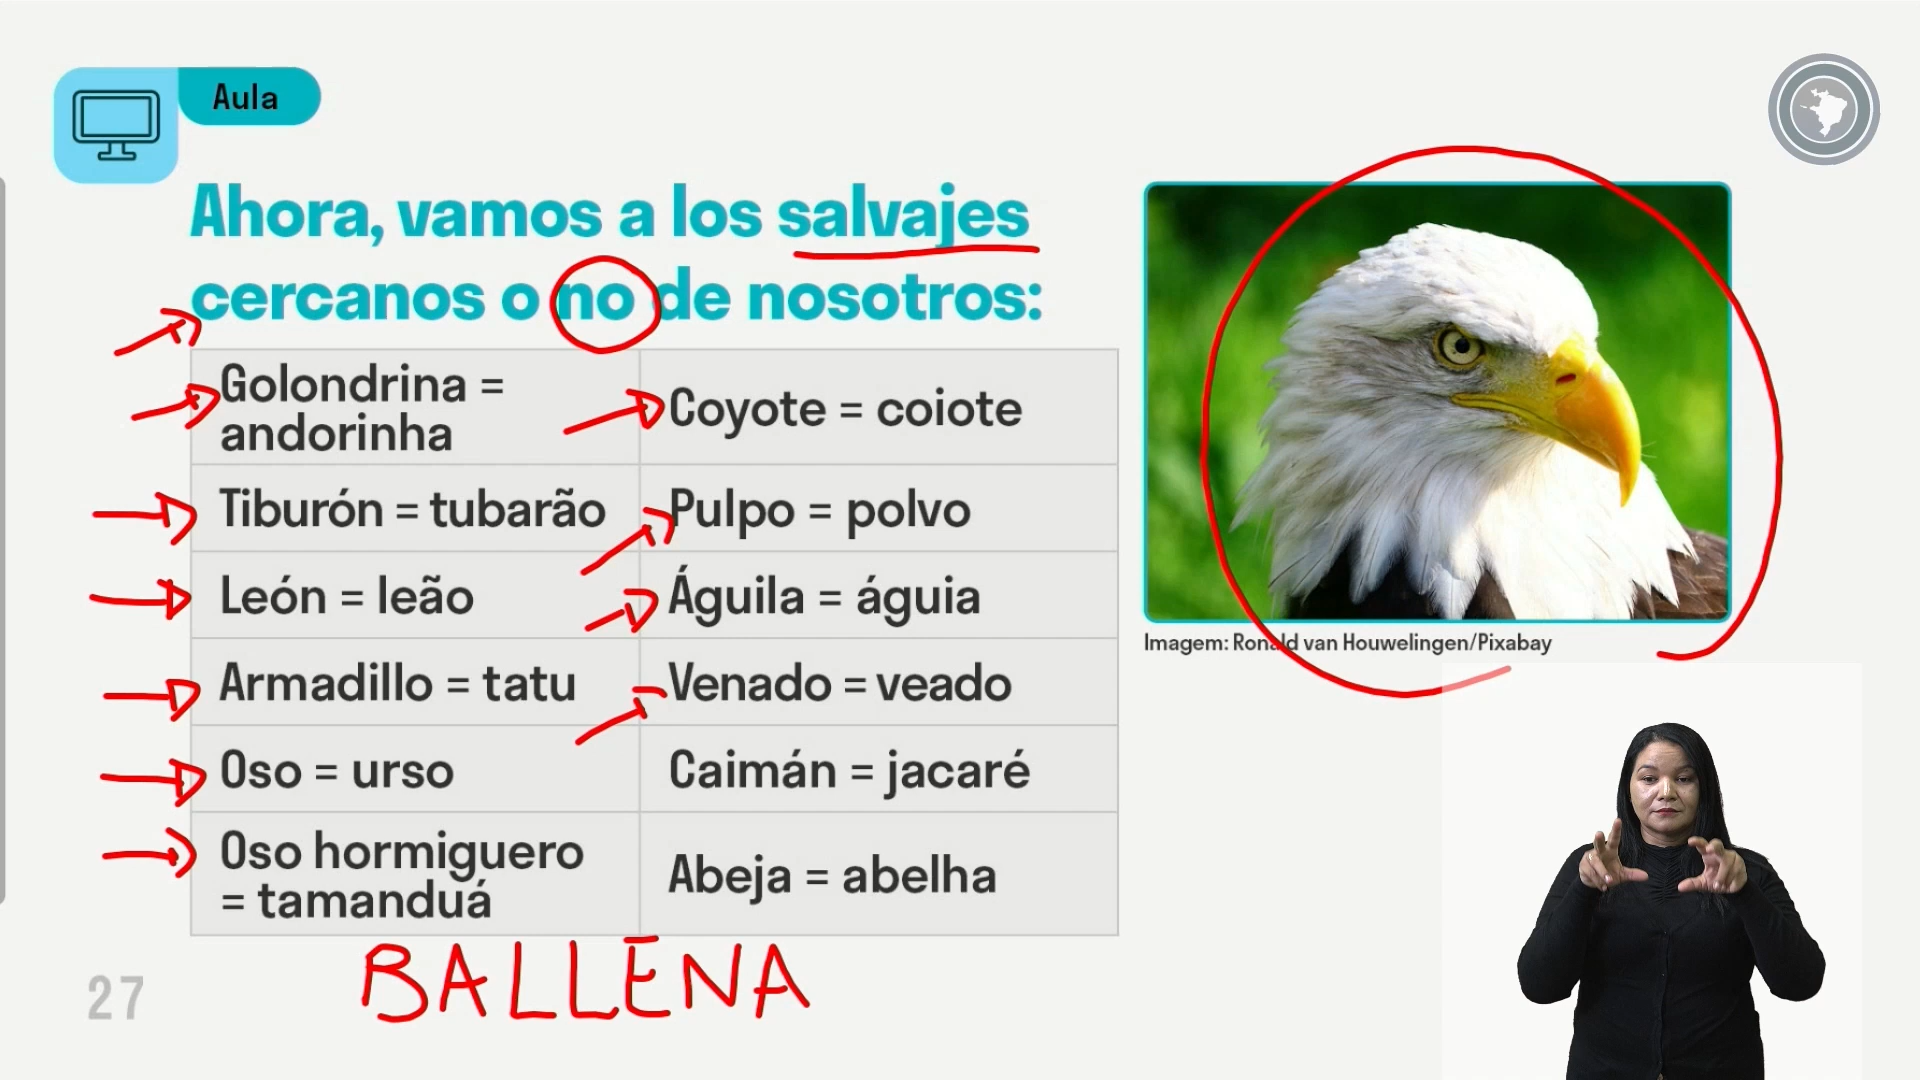 Aula
Ahora, vamos a los salvajes
cercanos o no de nosotros:
Golondrina =
andorinha
Coyote = coiote
Tiburón = tubarão
Pulpo = polvo
León = leão
Águila = águia
Armadillo = tatu
Venado = veado
Oso = urso
Caimán = jacaré
Oso hormiguero
= tamanduá
Abeja = abelha
Imagem: Ronald van Houwelingen/Pixabay
BALLENA
27